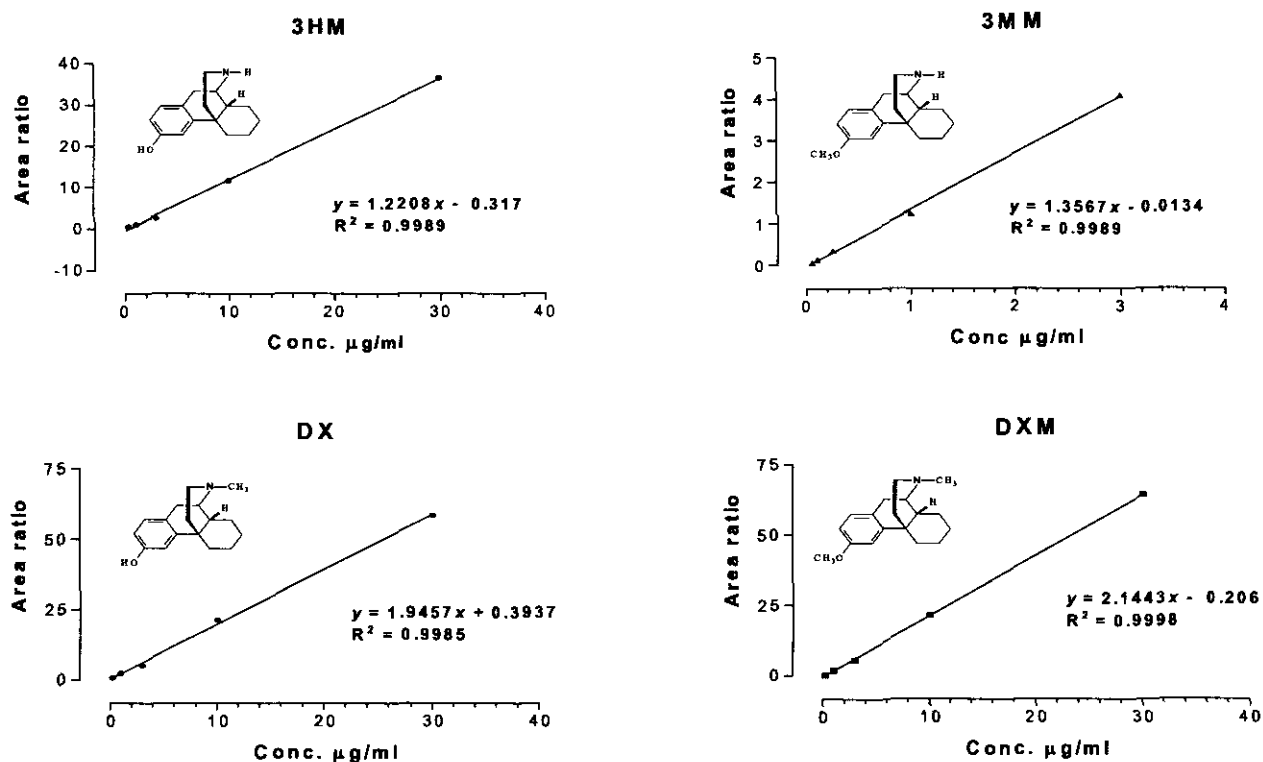 3HM
40
30
20
10
0
-10
Area ratio
N
H
H
HO
y = 1.2208x - 0.317
R² = 0.9989
0 10 20 30 40
Conc. µg/ml
3MM
5
4
3
2
1
0
Area ratio
N
H
H
CH₃O
y = 1.3567x - 0.0134
R² = 0.9989
0 1 2 3 4
Conc µg/ml
DX
75
50
25
0
Area ratio
N
CH₃
H
HO
y = 1.9457x + 0.3937
R² = 0.9985
0 10 20 30 40
Conc. µg/ml
DXM
75
50
25
0
Area ratio
N
CH₃
H
CH₃O
y = 2.1443x - 0.206
R² = 0.9998
0 10 20 30 40
Conc. µg/ml